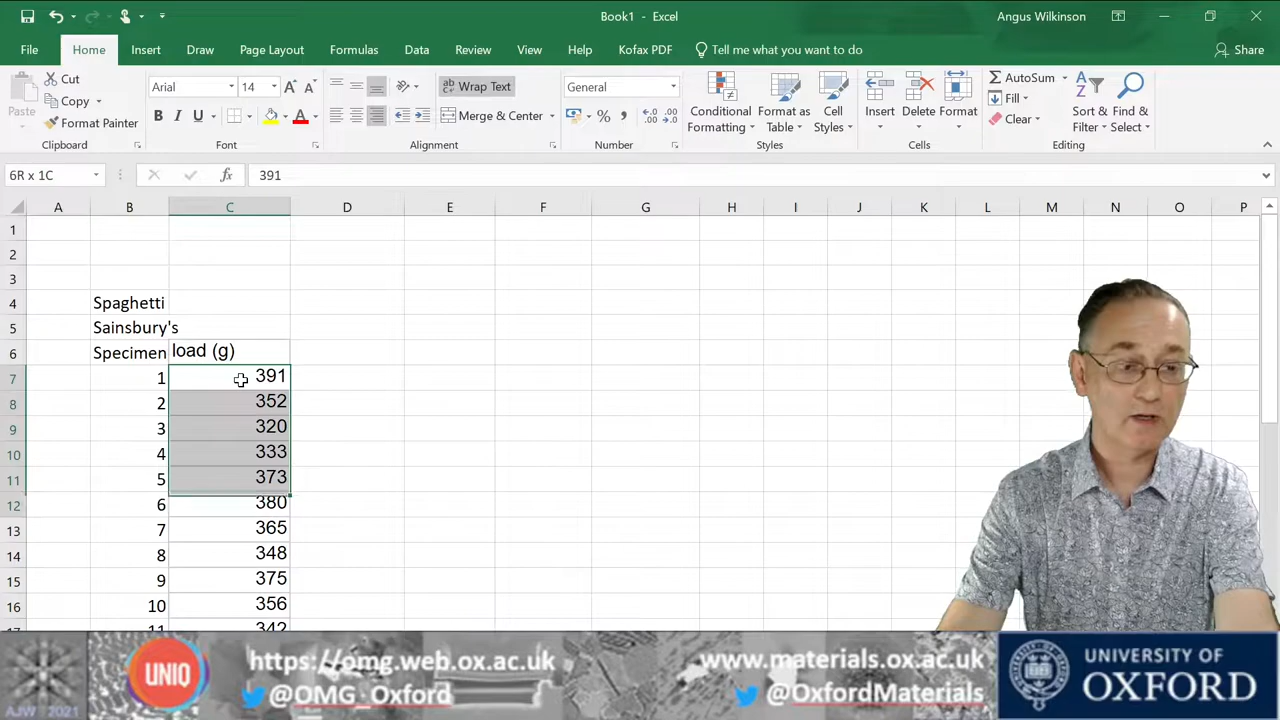 Book1 - Excel
Angus Wilkinson
File Home Insert Draw Page Layout Formulas Data Review View Help Kofax PDF Tell me what you want to do Share
Paste
Cut
Copy
Format Painter
Clipboard
Arial 14
B I U
Font
Wrap Text
Merge & Center
Alignment
General
%
Number
Conditional Formatting
Format as Table
Cell Styles
Styles
Insert
Delete
Format
Cells
AutoSum
Fill
Clear
Sort & Filter
Find & Select
Editing
6R x 1C fx 391
A B C D E F G H I J K L M N O P
1
2
3
4 Spaghetti
5 Sainsbury's
6 Specimen load (g)
7 1 391
8 2 352
9 3 320
10 4 333
11 5 373
12 6 380
13 7 365
14 8 348
15 9 375
16 10 356
17 11 342
AJW 2021
UNIQ
https://omg.web.ox.ac.uk
@OMG_Oxford
www.materials.ox.ac.uk
@OxfordMaterials
UNIVERSITY OF
OXFORD